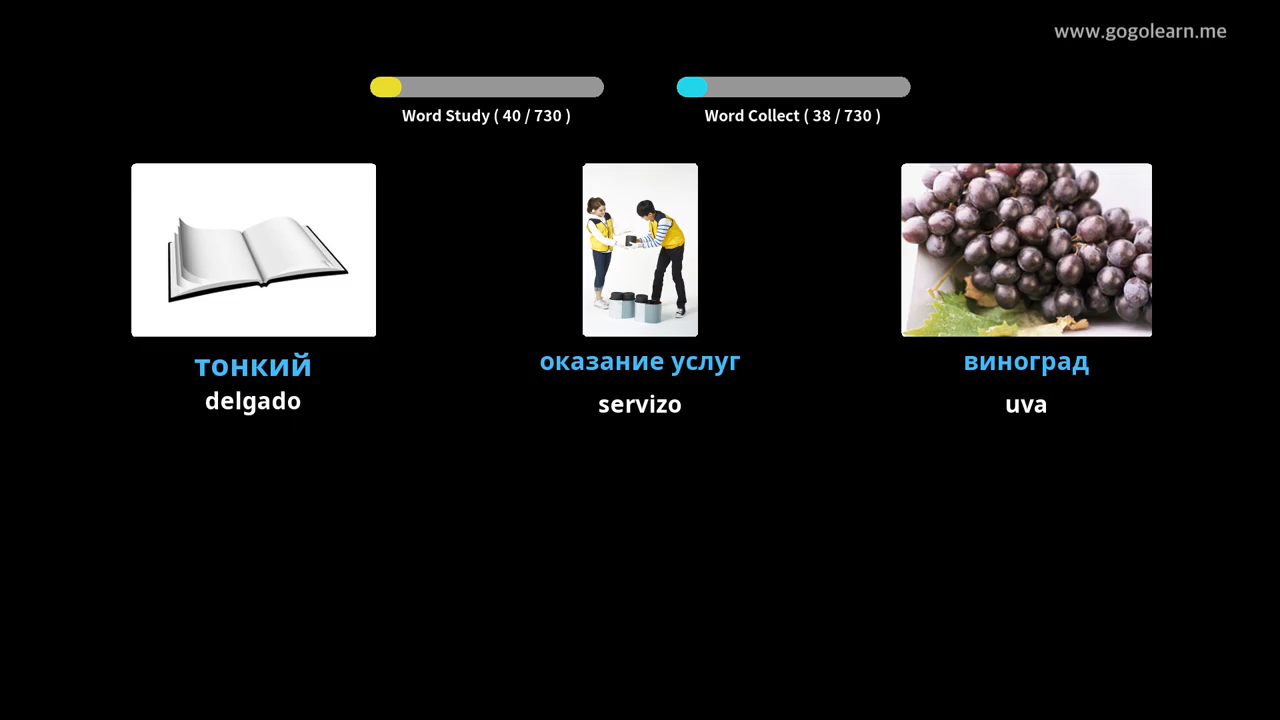 www.gogolearn.me
Word Study ( 40 / 730 )
Word Collect ( 38 / 730 )
тонкий
delgado
оказание услуг
servizo
виноград
uva